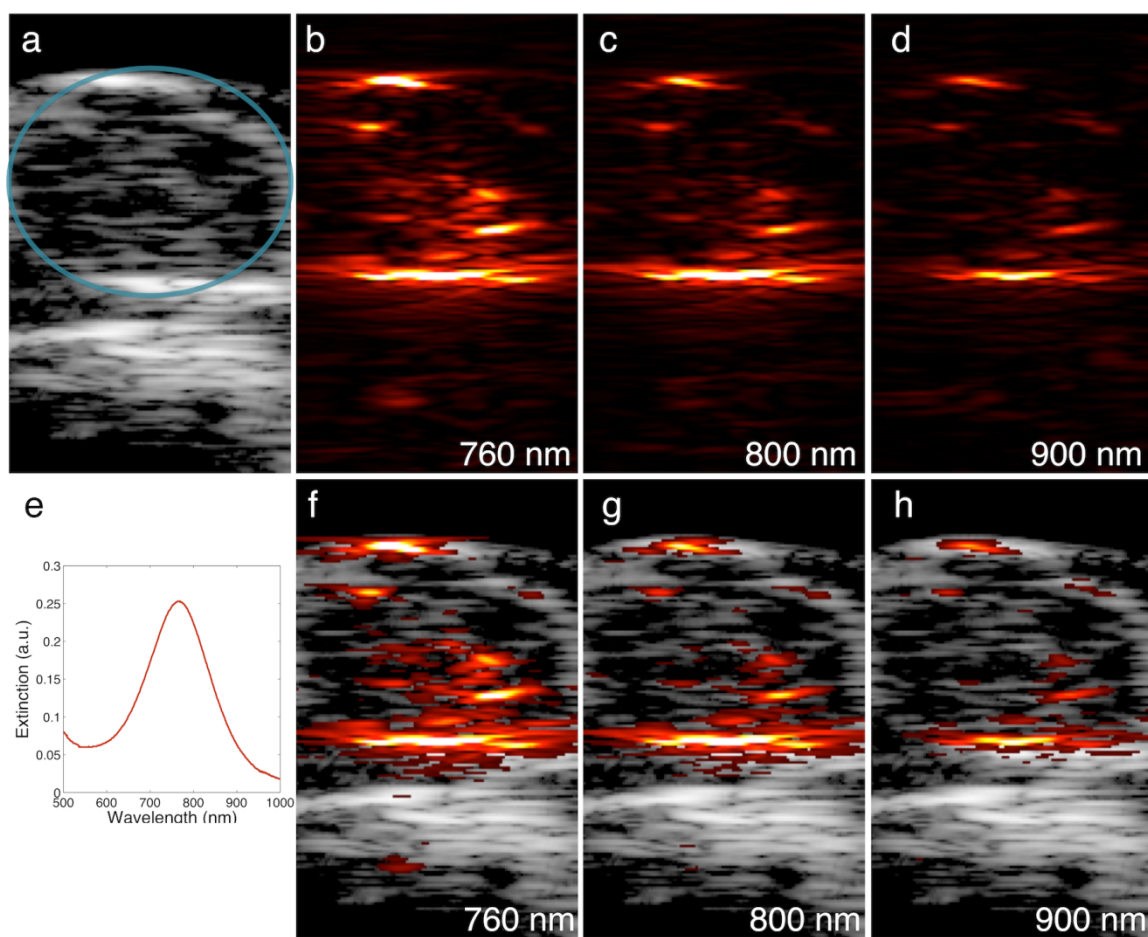 a
b
c
d
760 nm
800 nm
900 nm
e
f
g
h
0.3
0.25
0.2
0.15
0.1
0.05
0
Extinction (a.u.)
500 600 700 800 900 1000
Wavelength (nm)
760 nm
800 nm
900 nm